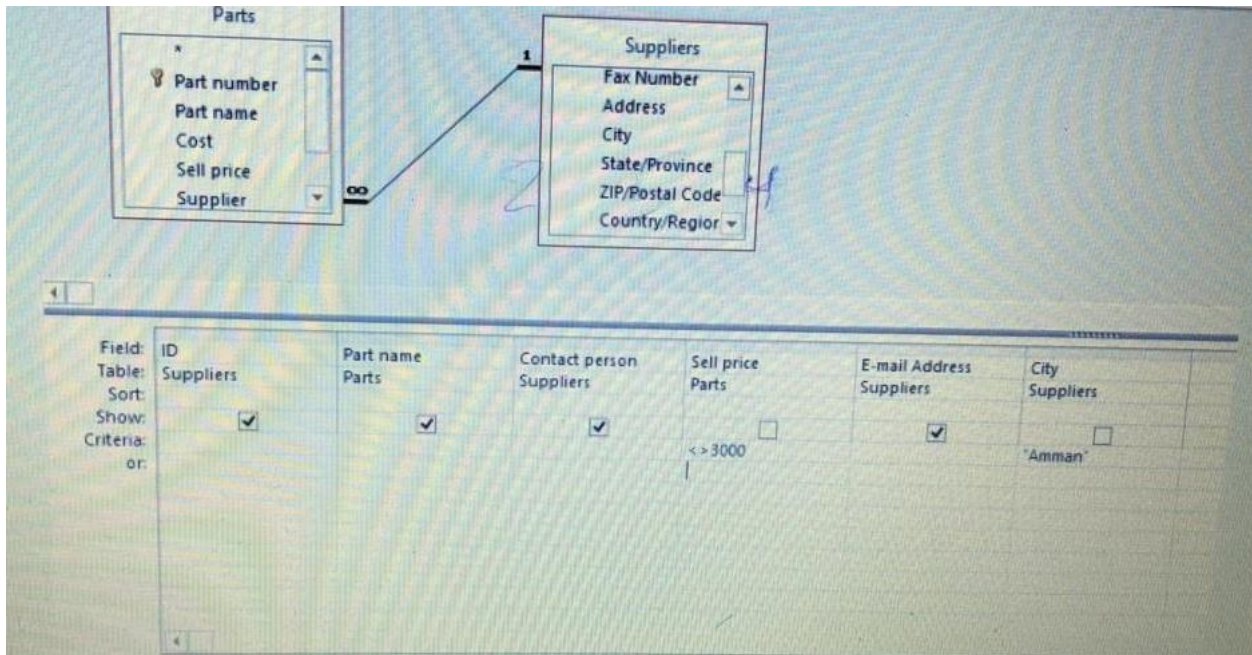 Parts
*
Part number
Part name
Cost
Sell price
Supplier
∞
1
Suppliers
Fax Number
Address
City
State/Province
ZIP/Postal Code
Country/Region
Field: ID Part name Contact person Sell price E-mail Address City
Table: Suppliers Parts Suppliers Parts Suppliers Suppliers
Sort:
Show:
Criteria: <>3000 "Amman"
or: